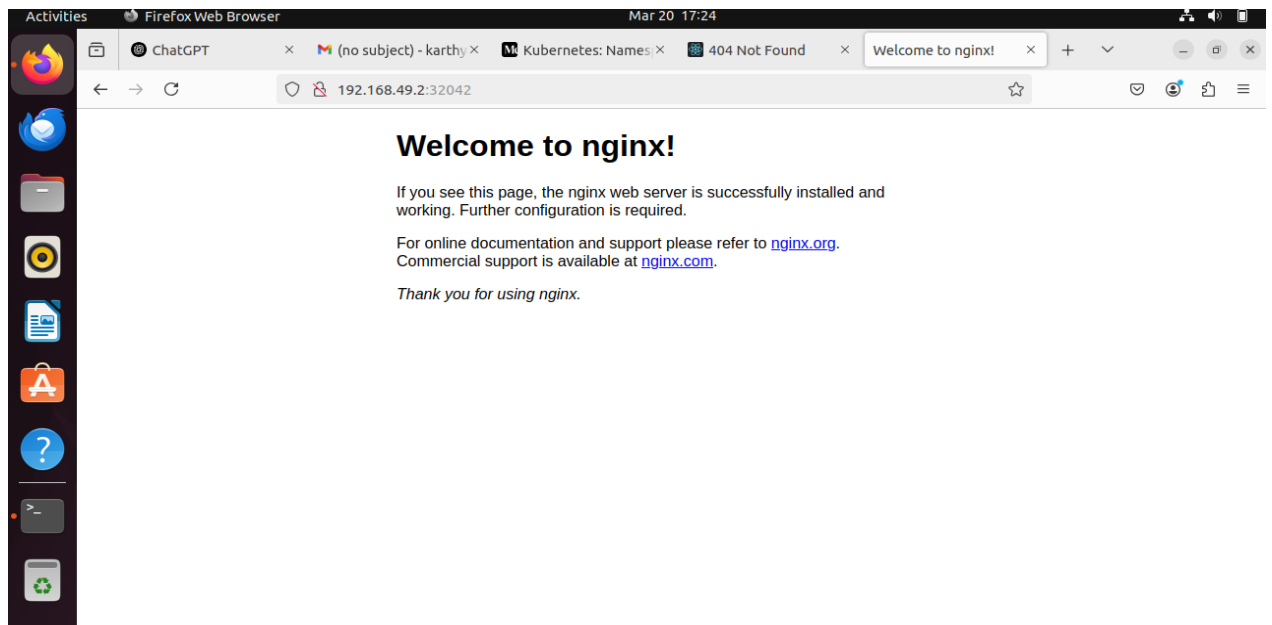 Activities Firefox Web Browser Mar 20 17:24
ChatGPT (no subject) - karthy Kubernetes: Names 404 Not Found Welcome to nginx!
192.168.49.2:32042
Welcome to nginx!
If you see this page, the nginx web server is successfully installed and
working. Further configuration is required.
For online documentation and support please refer to nginx.org.
Commercial support is available at nginx.com.
Thank you for using nginx.